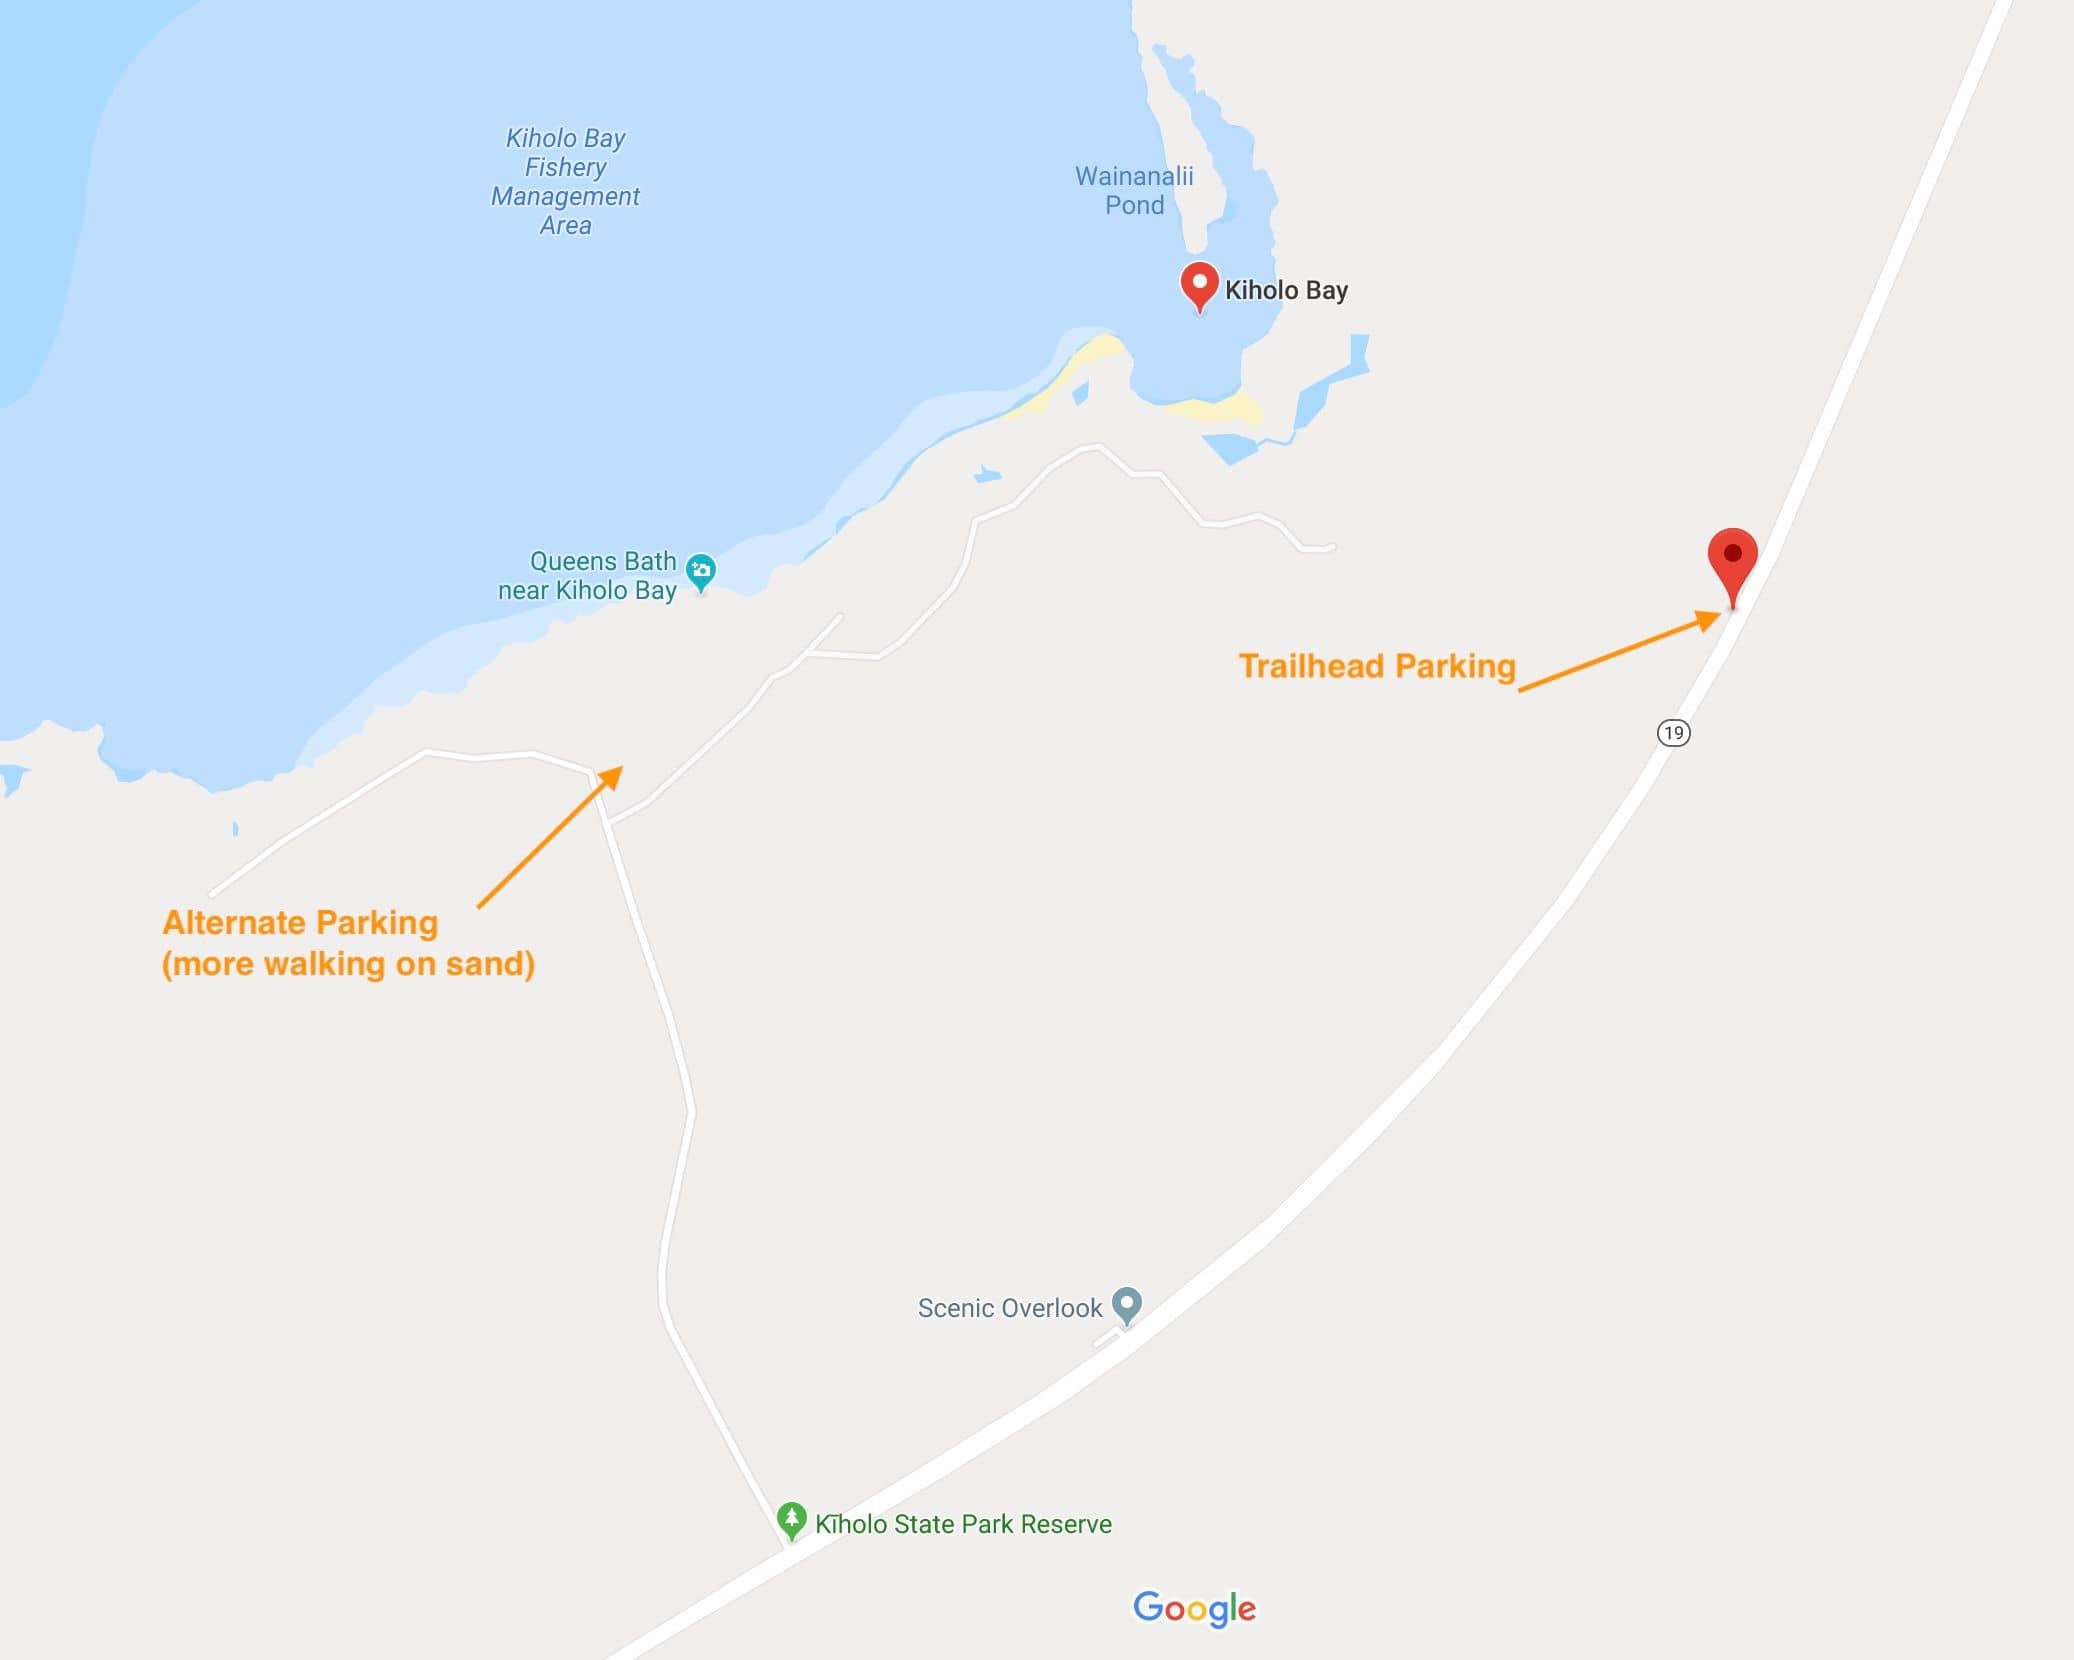 Kiholo Bay
Fishery
Management
Area
Wainanalii
Pond
Kiholo Bay
Queens Bath
near Kiholo Bay
Trailhead Parking
19
Alternate Parking
(more walking on sand)
Scenic Overlook
Kīholo State Park Reserve
Google